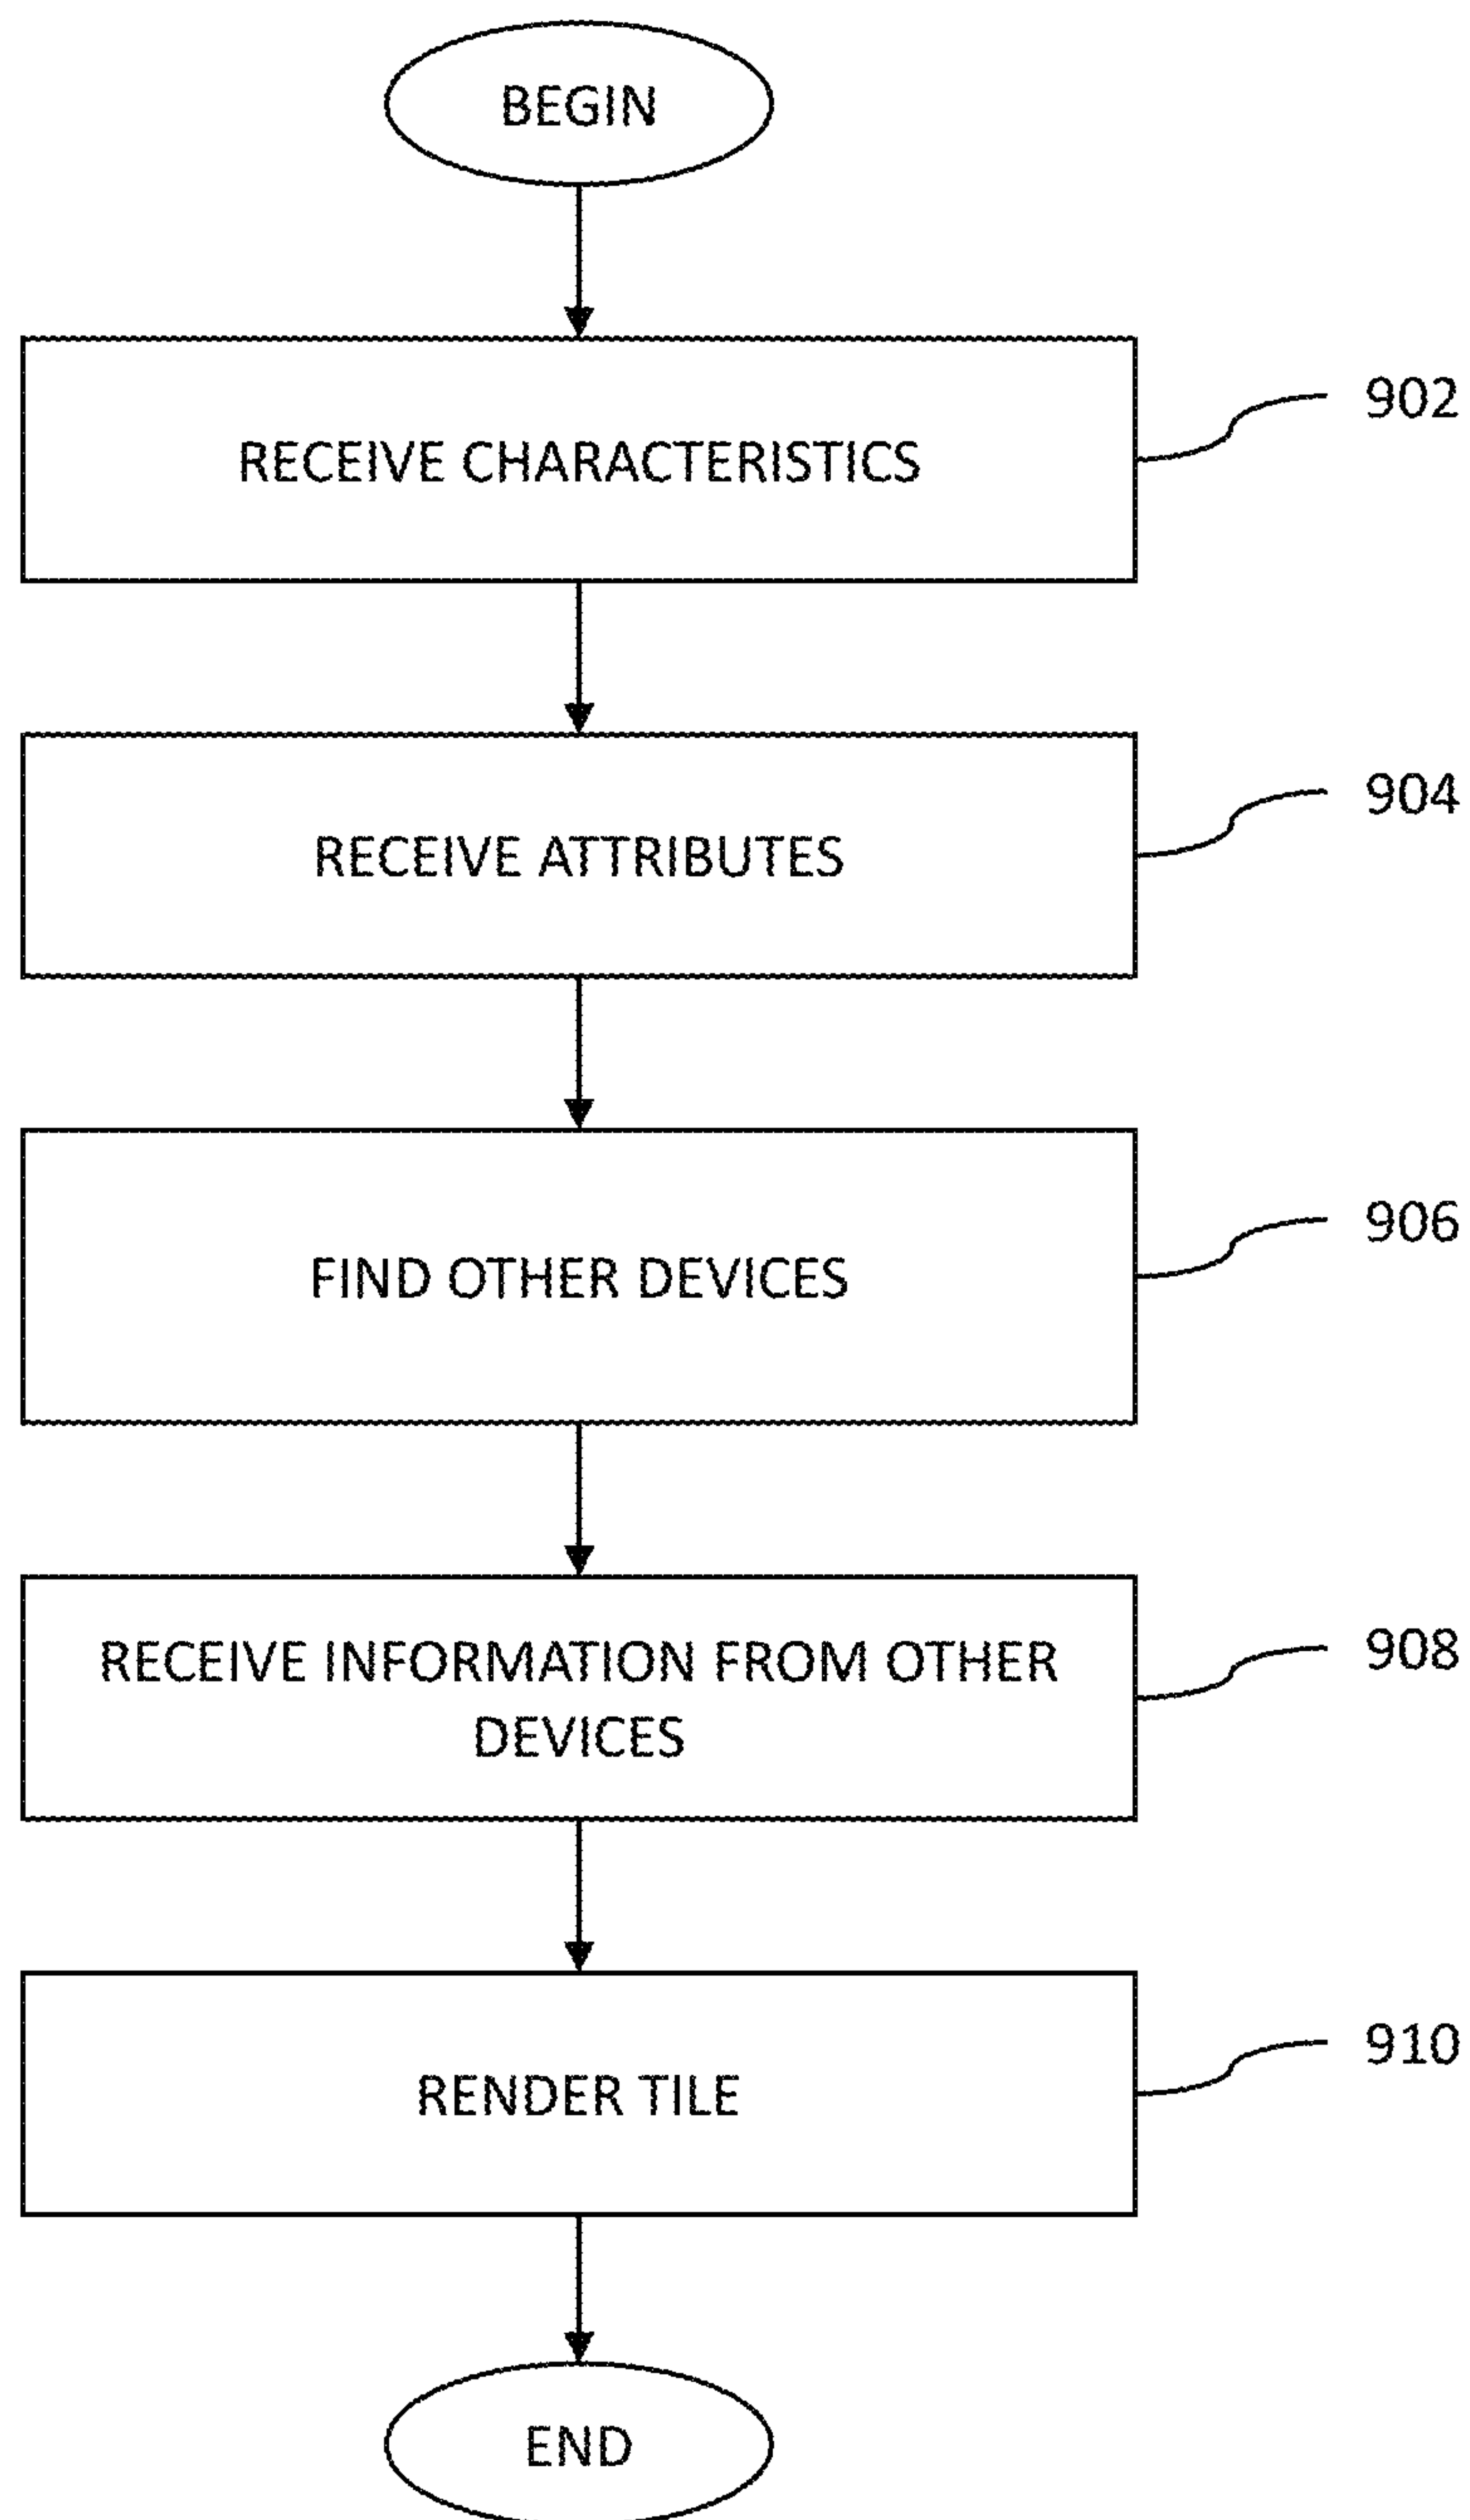 BEGIN
RECEIVE CHARACTERISTICS
902
RECEIVE ATTRIBUTES
904
FIND OTHER DEVICES
906
RECEIVE INFORMATION FROM OTHER
DEVICES
908
RENDER TILE
910
END